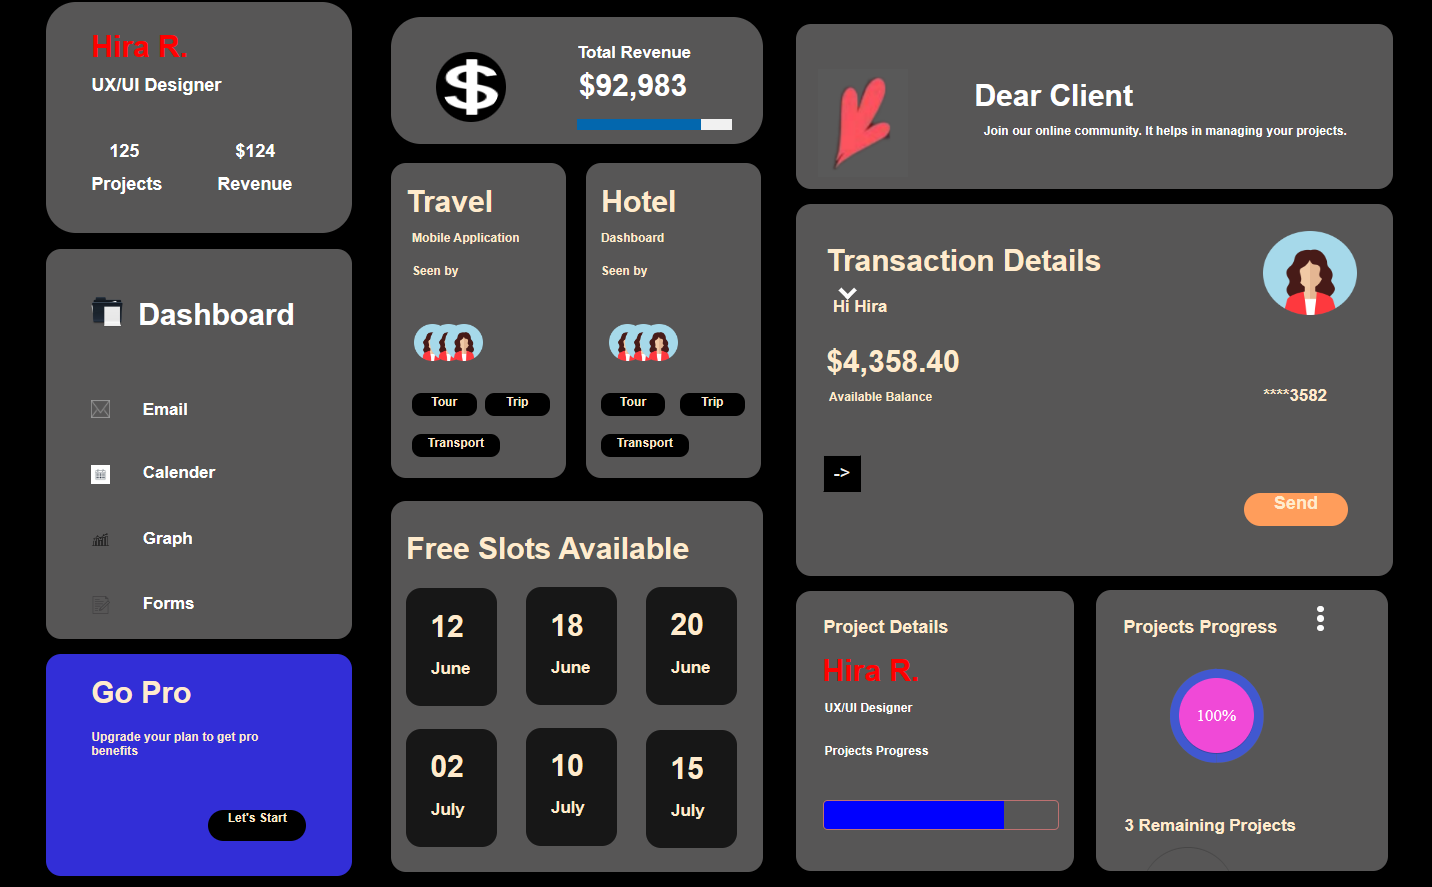 Hira R.
UX/UI Designer
125
$124
Projects
Revenue
Dashboard
Email
Calender
Graph
Forms
Go Pro
Upgrade your plan to get pro
benefits
Let's Start
Total Revenue
$92,983
Travel
Mobile Application
Seen by
Tour
Trip
Transport
Hotel
Dashboard
Seen by
Tour
Trip
Transport
Free Slots Available
12
June
18
June
20
June
02
July
10
July
15
July
Dear Client
Join our online community. It helps in managing your projects.
Transaction Details
Hi Hira
$4,358.40
Available Balance
****3582
->
Send
Project Details
Hira R.
UX/UI Designer
Projects Progress
Projects Progress
100%
3 Remaining Projects